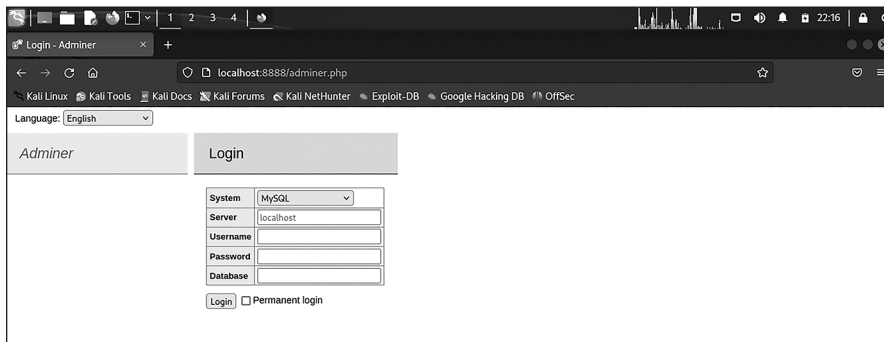 1 2 3 4 22:16
Login - Adminer × +
localhost:8888/adminer.php
Kali Linux Kali Tools Kali Docs Kali Forums Kali NetHunter Exploit-DB Google Hacking DB OffSec
Language: English
Adminer
Login
System MySQL
Server localhost
Username
Password
Database
Login Permanent login